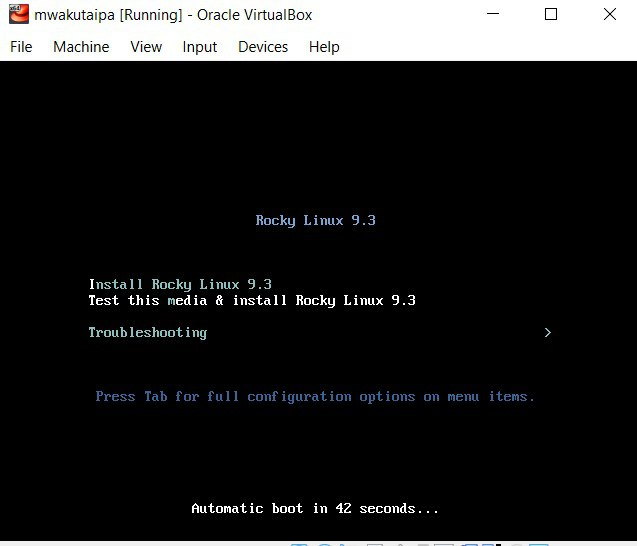 mwakutaipa [Running] - Oracle VirtualBox
File Machine View Input Devices Help
Rocky Linux 9.3
Install Rocky Linux 9.3
Test this media & install Rocky Linux 9.3
Troubleshooting >
Press Tab for full configuration options on menu items.
Automatic boot in 42 seconds...